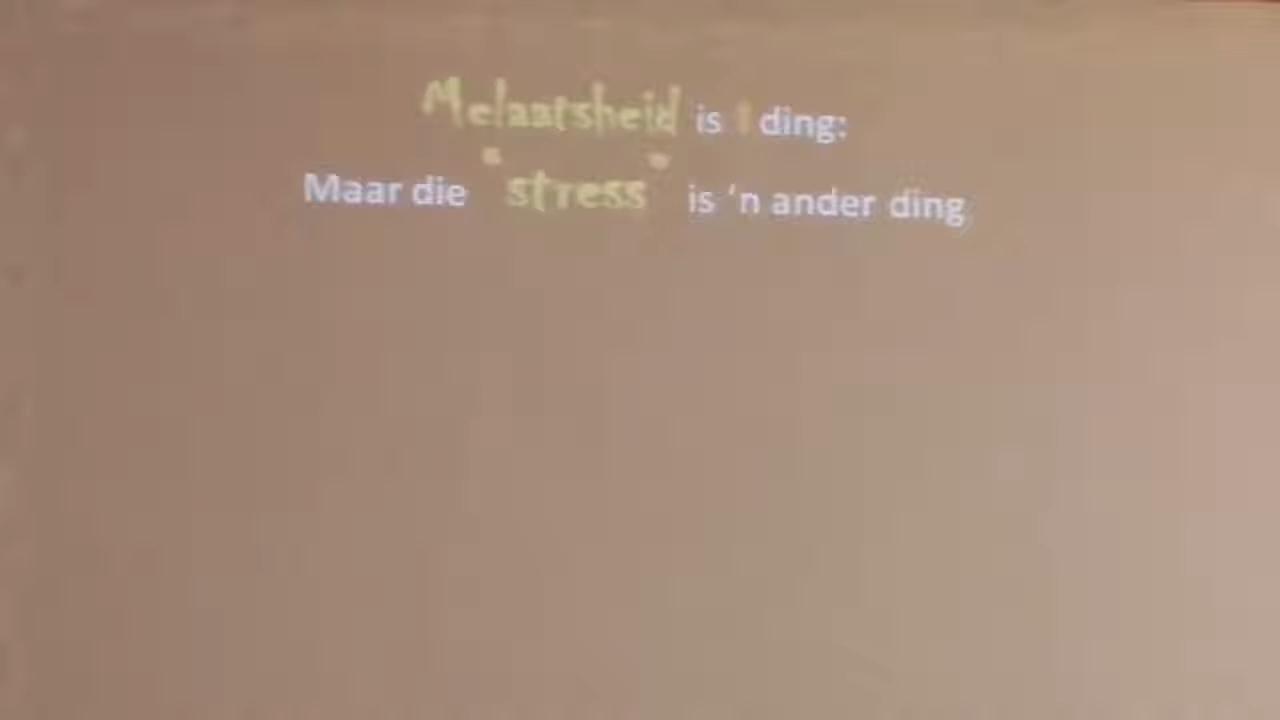 Melaatsheid is 1 ding:
Maar die "stress" is 'n ander ding